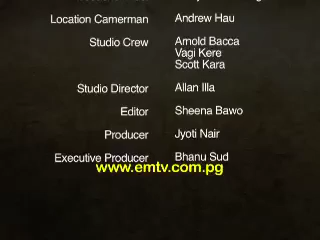 Location Camerman Andrew Hau
Studio Crew Arnold Bacca
Vagi Kere
Scott Kara
Studio Director Allan Illa
Editor Sheena Bawo
Producer Jyoti Nair
Executive Producer Bhanu Sud
www.emtv.com.pg